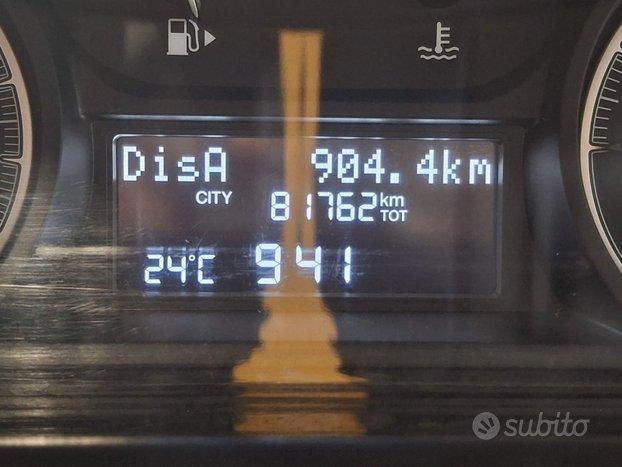 DisA 904.4km
CITY 81762 km TOT
24°C 941
subito